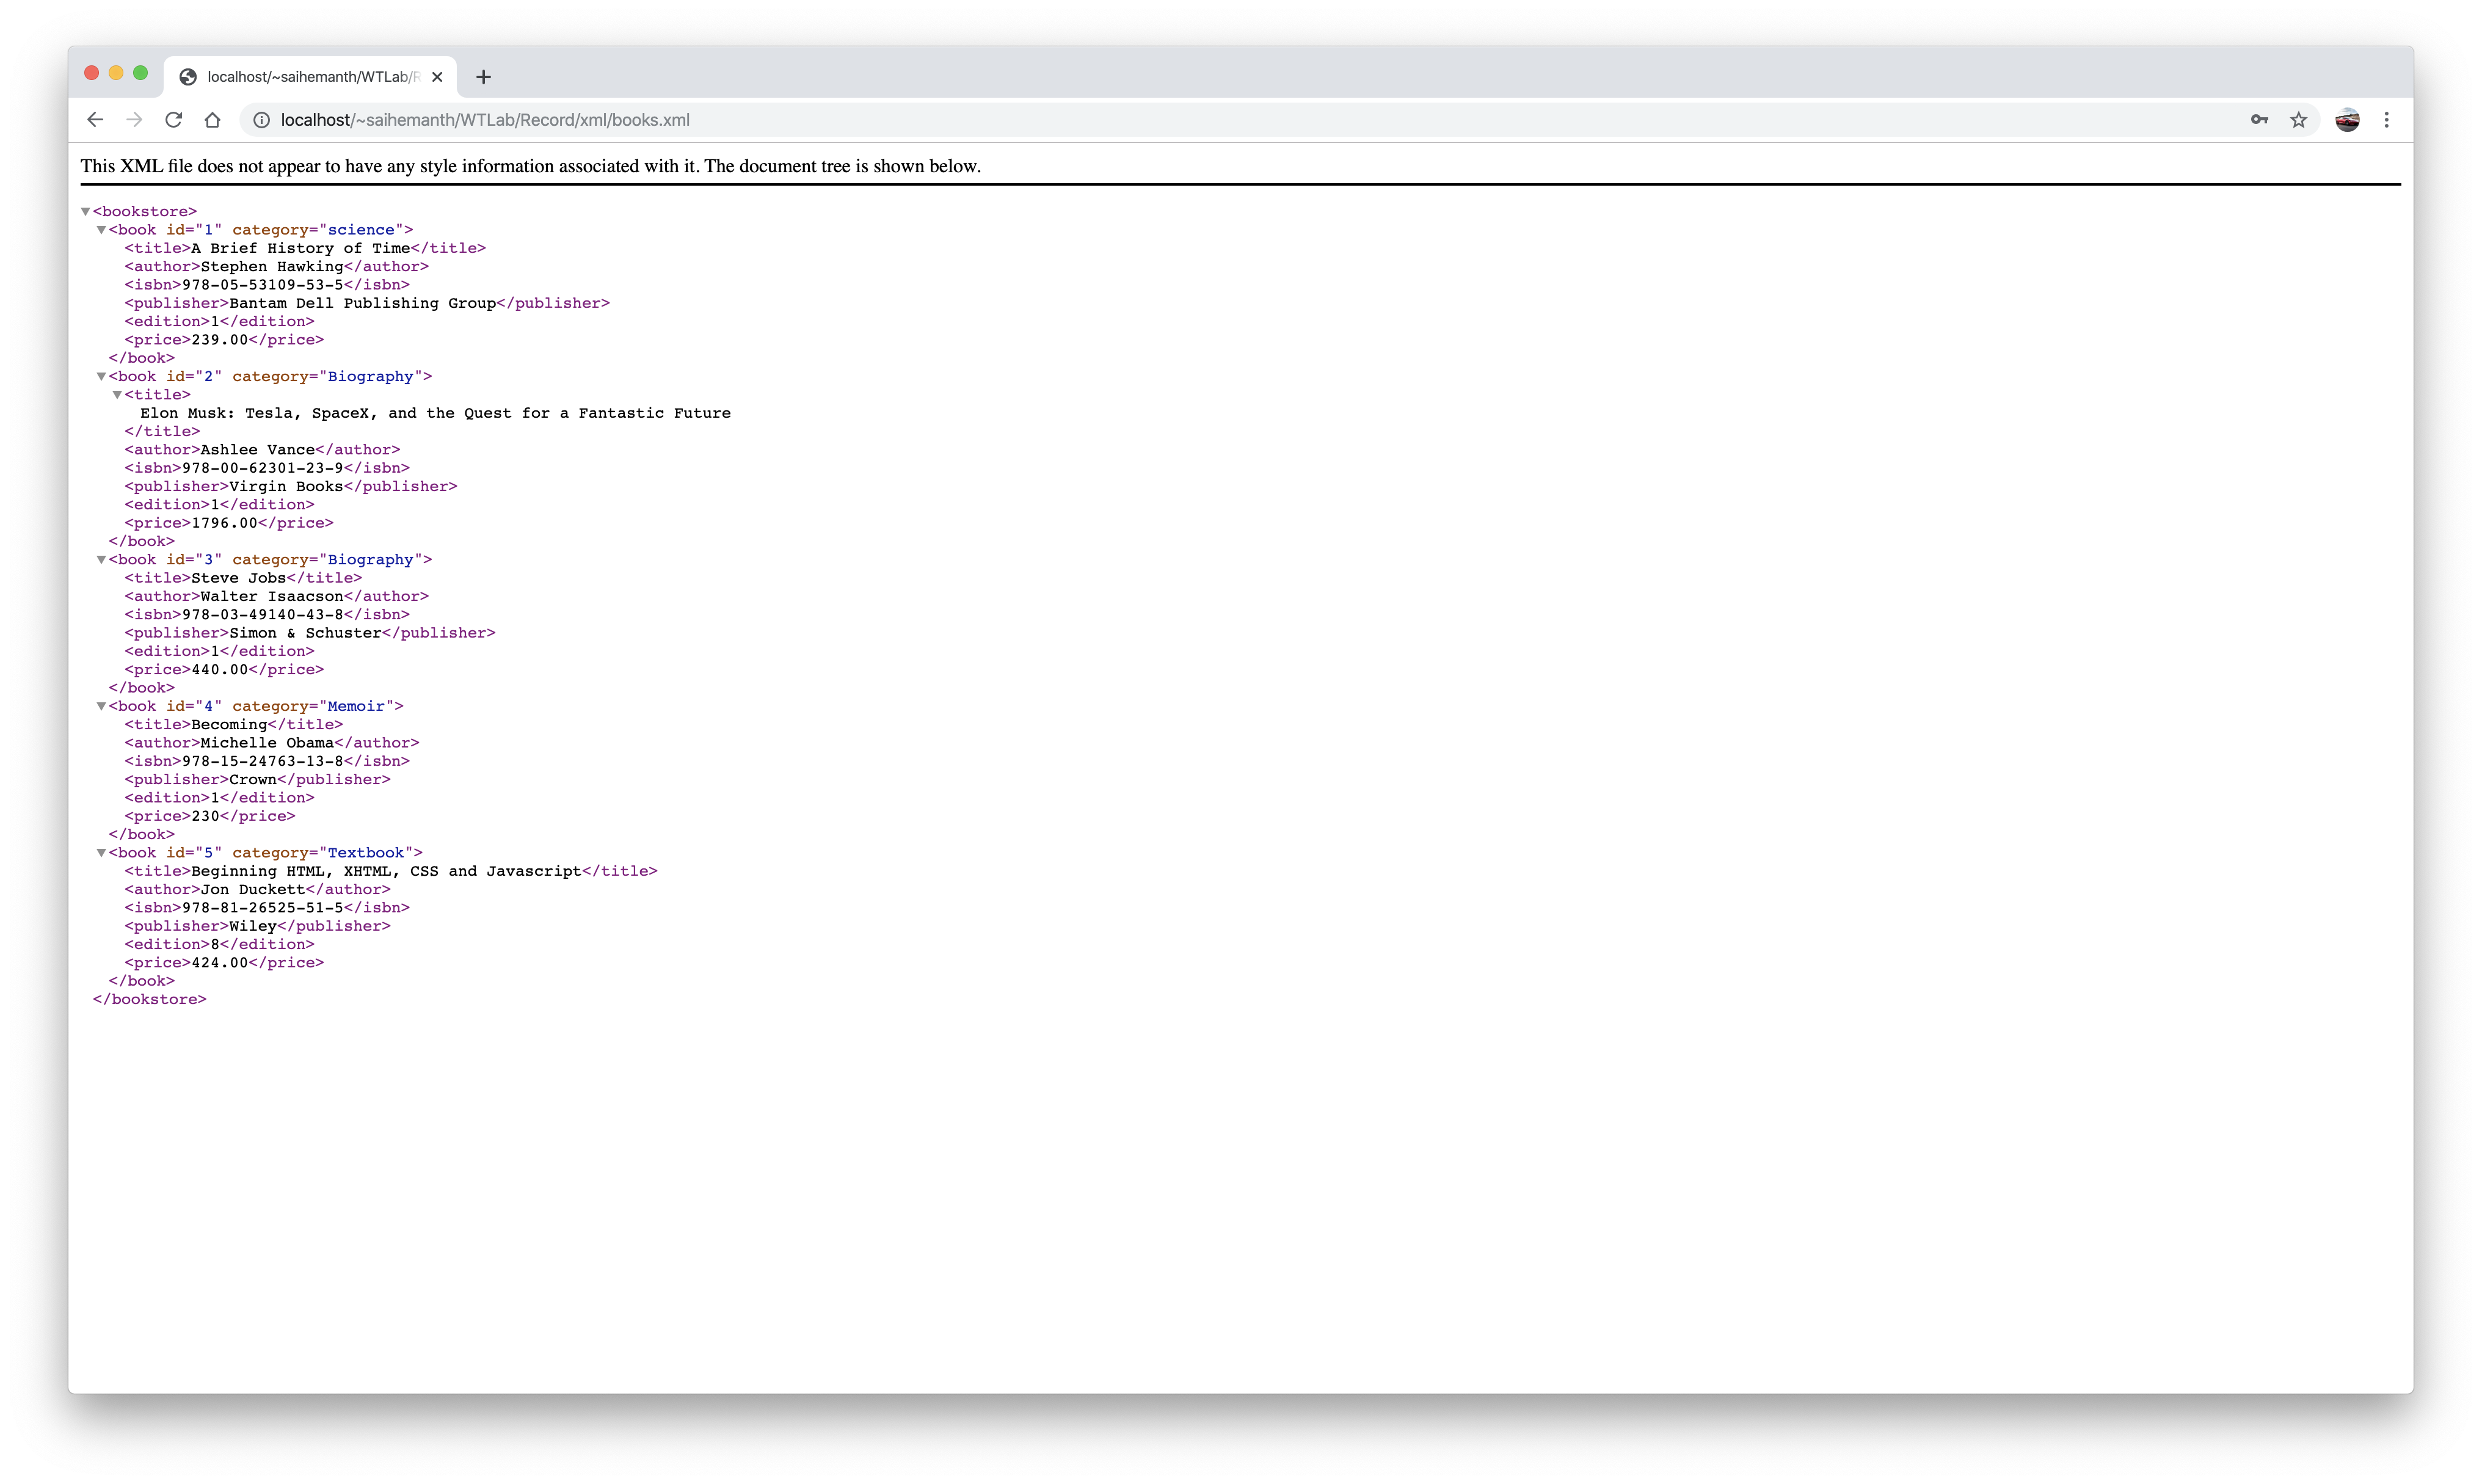 localhost/~saihemanth/WTLab/R
localhost/~saihemanth/WTLab/Record/xml/books.xml
This XML file does not appear to have any style information associated with it. The document tree is shown below.
<bookstore>
<book id="1" category="science">
<title>A Brief History of Time</title>
<author>Stephen Hawking</author>
<isbn>978-05-53109-53-5</isbn>
<publisher>Bantam Dell Publishing Group</publisher>
<edition>1</edition>
<price>239.00</price>
</book>
<book id="2" category="Biography">
<title>
Elon Musk: Tesla, SpaceX, and the Quest for a Fantastic Future
</title>
<author>Ashlee Vance</author>
<isbn>978-00-62301-23-9</isbn>
<publisher>Virgin Books</publisher>
<edition>1</edition>
<price>1796.00</price>
</book>
<book id="3" category="Biography">
<title>Steve Jobs</title>
<author>Walter Isaacson</author>
<isbn>978-03-49140-43-8</isbn>
<publisher>Simon & Schuster</publisher>
<edition>1</edition>
<price>440.00</price>
</book>
<book id="4" category="Memoir">
<title>Becoming</title>
<author>Michelle Obama</author>
<isbn>978-15-24763-13-8</isbn>
<publisher>Crown</publisher>
<edition>1</edition>
<price>230</price>
</book>
<book id="5" category="Textbook">
<title>Beginning HTML, XHTML, CSS and Javascript</title>
<author>Jon Duckett</author>
<isbn>978-81-26525-51-5</isbn>
<publisher>Wiley</publisher>
<edition>8</edition>
<price>424.00</price>
</book>
</bookstore>